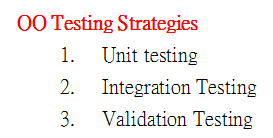 OO Testing Strategies
1. Unit testing
2. Integration Testing
3. Validation Testing